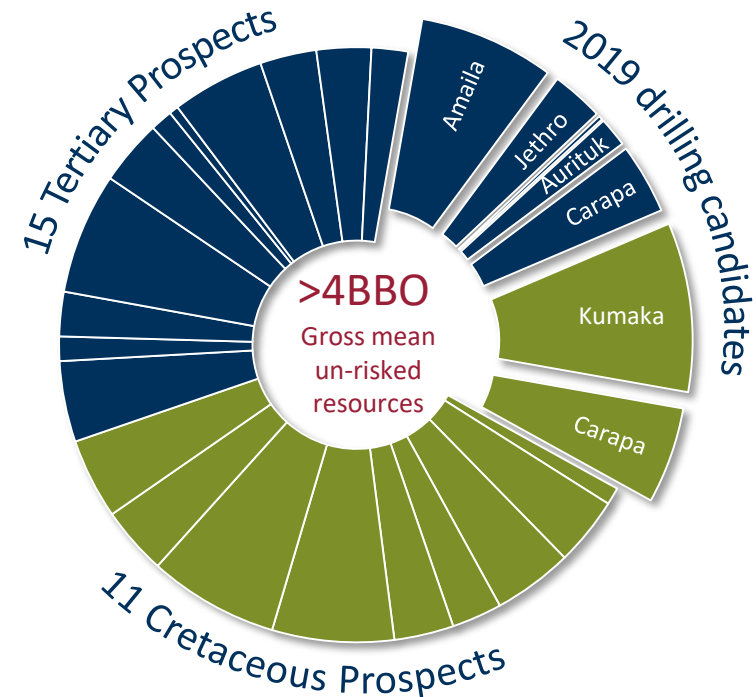 15 Tertiary Prospects
2019 drilling candidates
Amaila
Jethro
Aurituk
Carapa
Kumaka
Carapa
>4BBO
Gross mean
un-risked
resources
11 Cretaceous Prospects